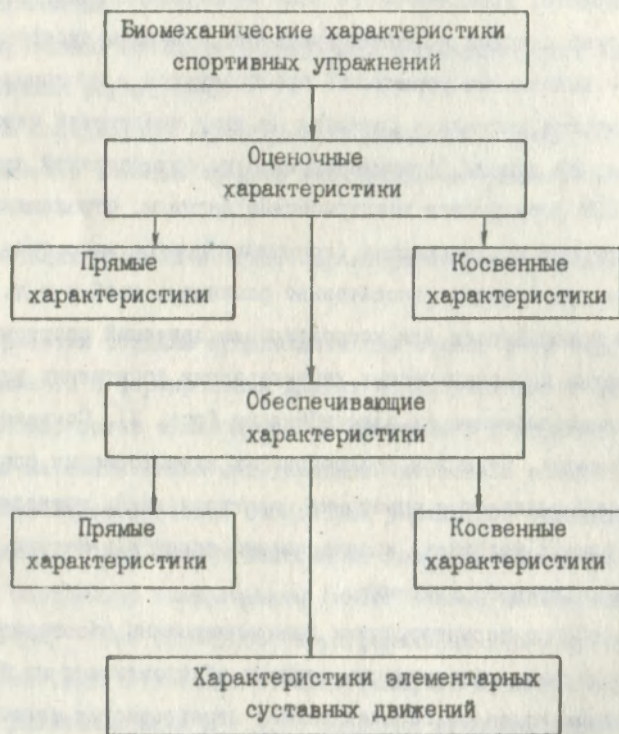 Биомеханические характеристики
спортивных упражнений
Оценочные
характеристики
Прямые
характеристики
Косвенные
характеристики
Обеспечивающие
характеристики
Прямые
характеристики
Косвенные
характеристики
Характеристики элементарных
суставных движений